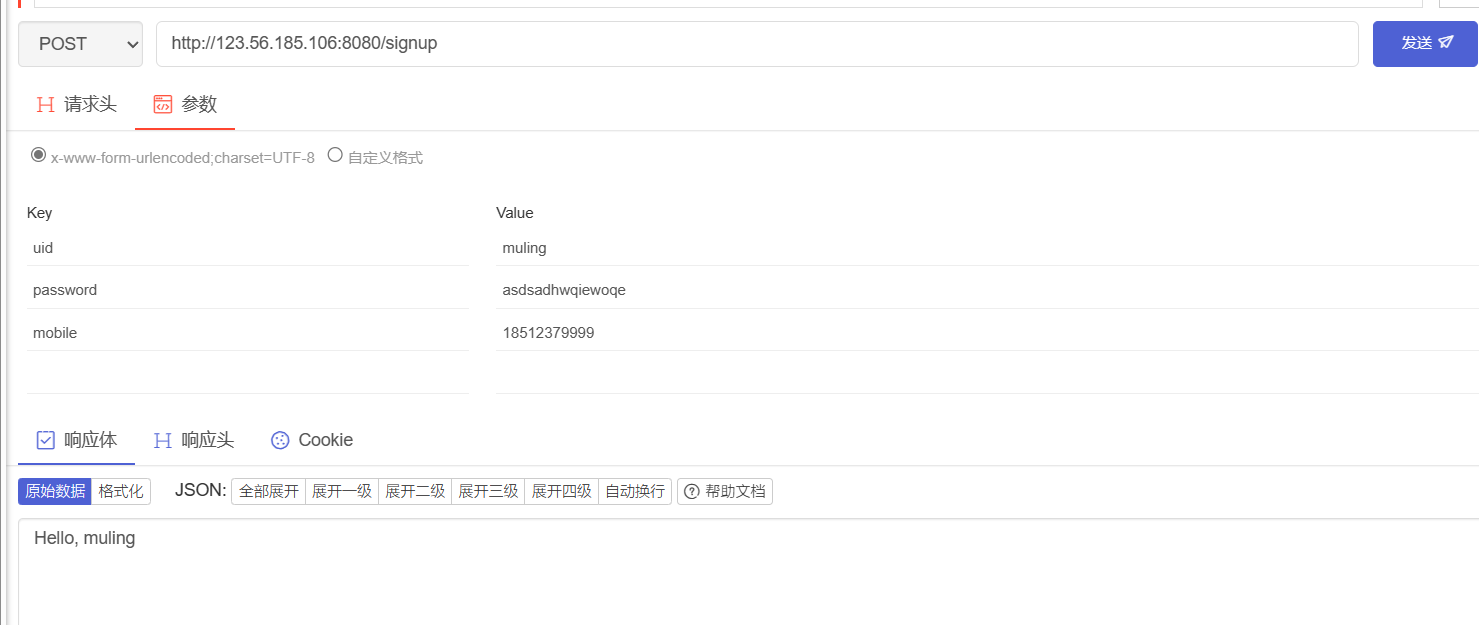 POST http://123.56.185.106:8080/signup 发送
请求头 参数
x-www-form-urlencoded;charset=UTF-8 自定义格式
Key Value
uid muling
password asdsadhwqiewoqe
mobile 18512379999
响应体 响应头 Cookie
原始数据 格式化 JSON: 全部展开 展开一级 展开二级 展开三级 展开四级 自动换行 帮助文档
Hello, muling